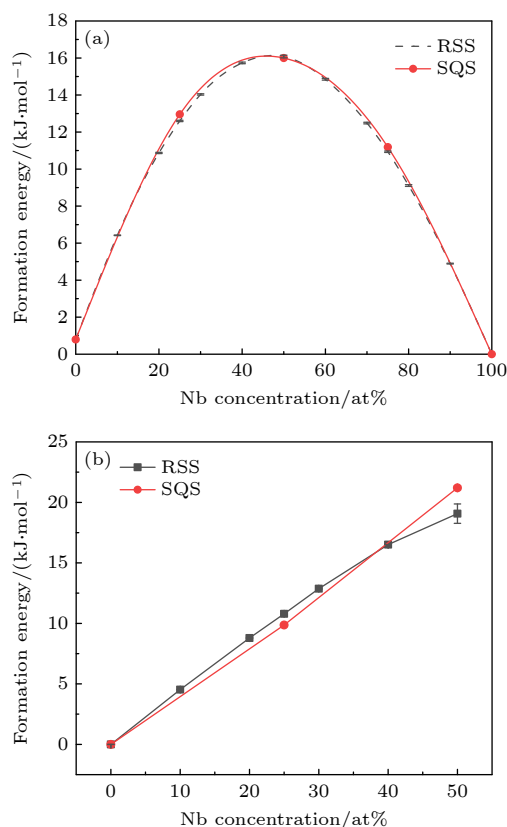 18
(a)
RSS
SQS
16
14
12
10
8
6
4
2
0
Formation energy/(kJ·mol⁻¹)
0 20 40 60 80 100
Nb concentration/at%
25
(b)
RSS
SQS
20
15
10
5
0
Formation energy/(kJ·mol⁻¹)
0 10 20 30 40 50
Nb concentration/at%